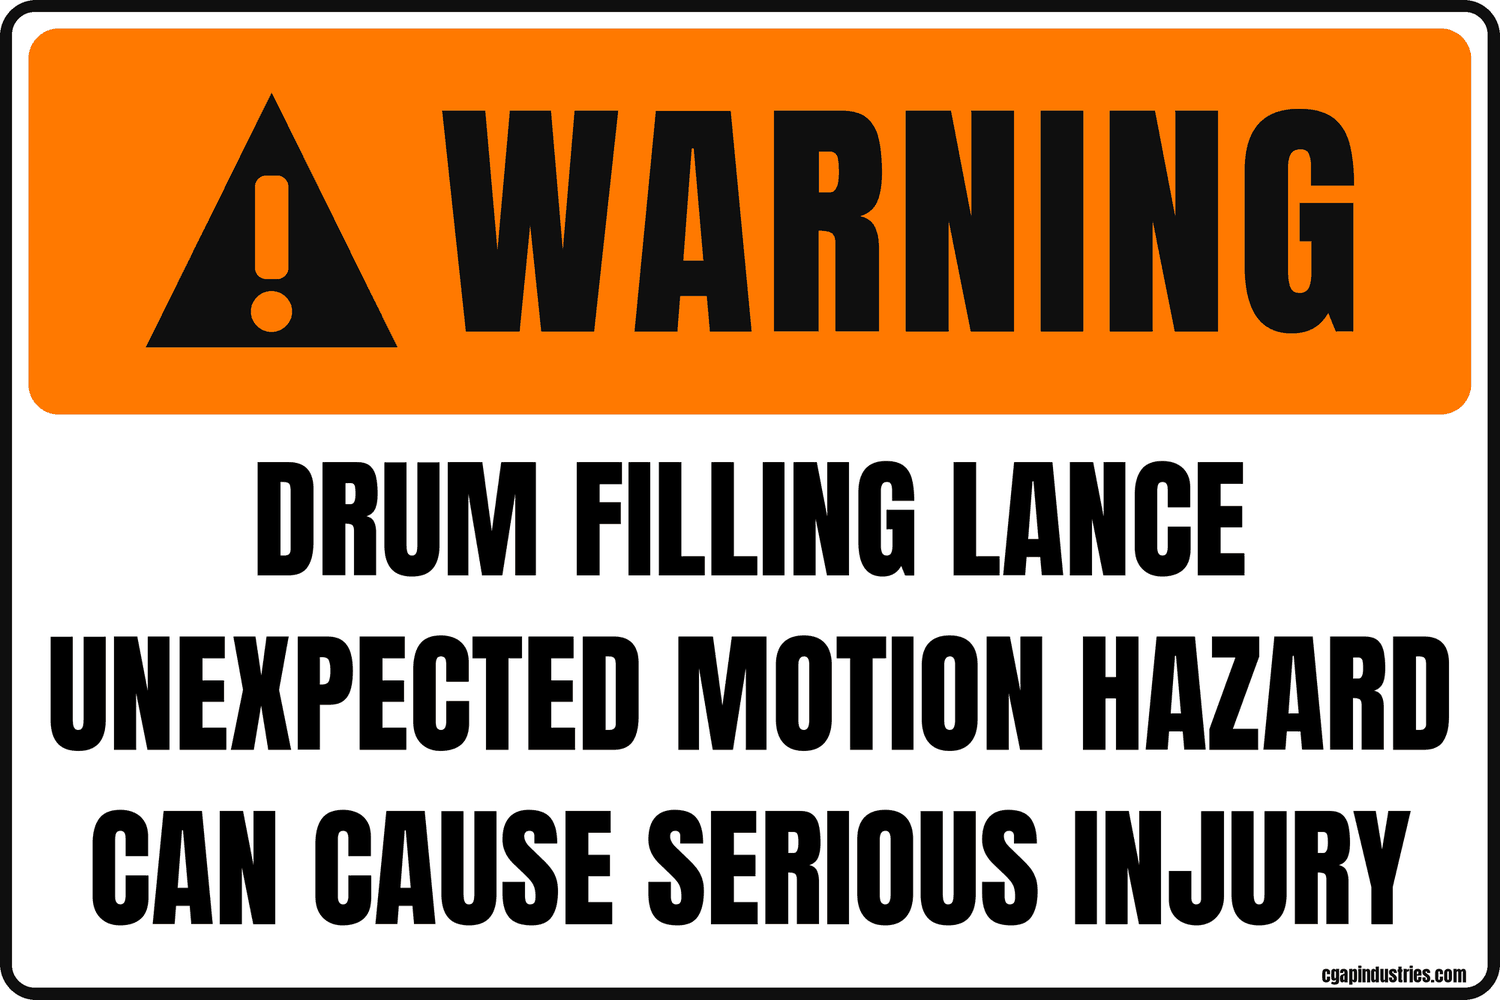 WARNING
DRUM FILLING LANCE
UNEXPECTED MOTION HAZARD
CAN CAUSE SERIOUS INJURY
cgapindustries.com